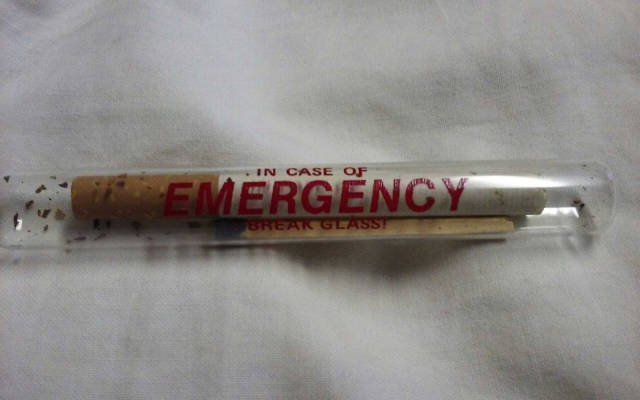 IN CASE OF
EMERGENCY
BREAK GLASS!